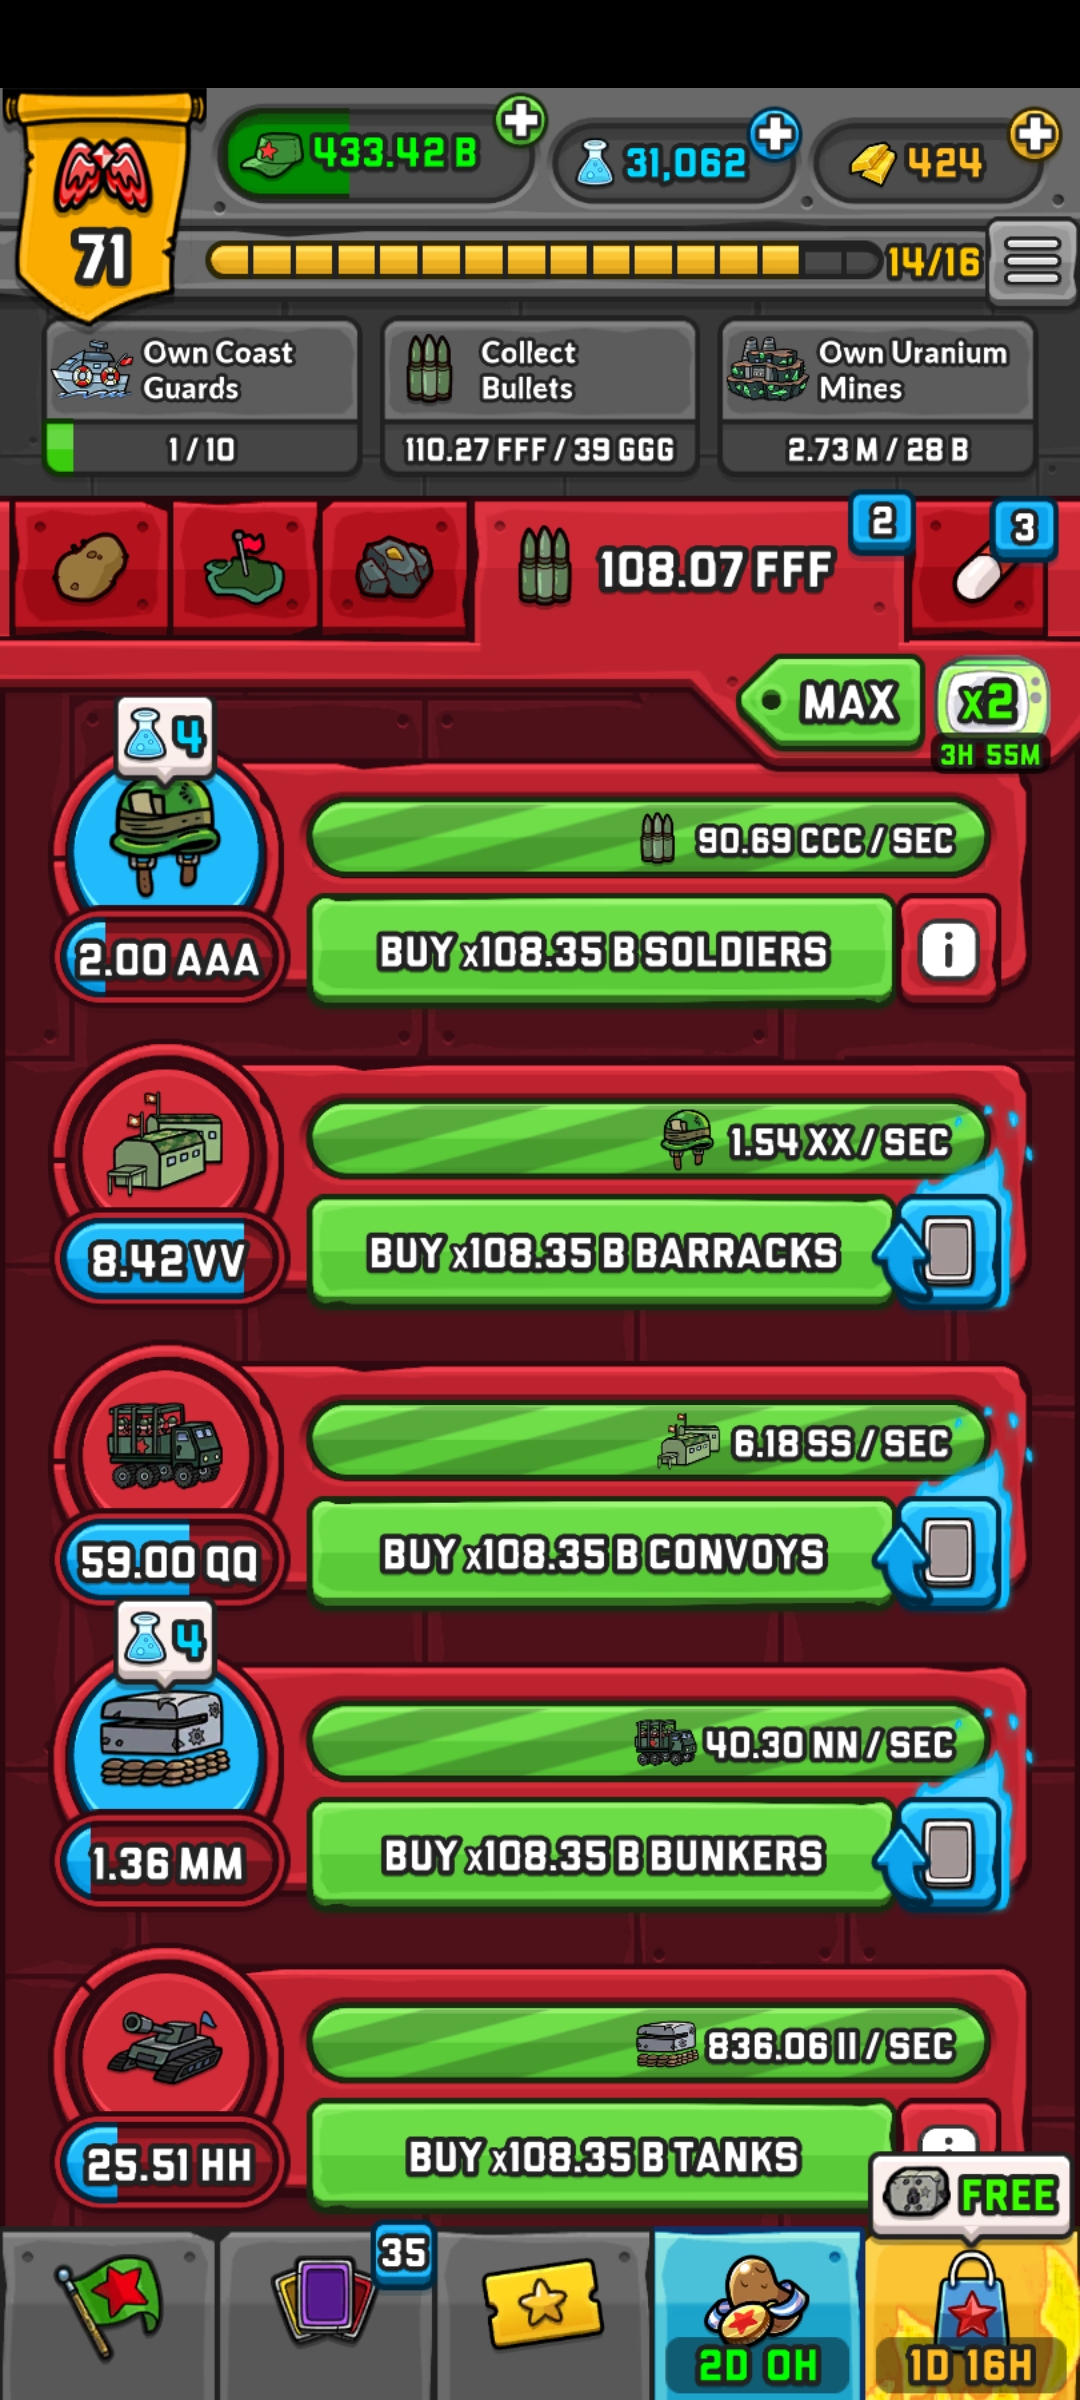 433.42 B
31,062
424
71
14/16
Own Coast
Guards
1 / 10
Collect
Bullets
110.27 FFF / 39 GGG
Own Uranium
Mines
2.73 M / 28 B
108.07 FFF
2
3
MAX
x2
3H 55M
4
90.69 CCC / SEC
2.00 AAA
BUY x108.35 B SOLDIERS
i
1.54 XX / SEC
8.42 VV
BUY x108.35 B BARRACKS
6.18 SS / SEC
59.00 QQ
BUY x108.35 B CONVOYS
4
40.30 NN / SEC
1.36 MM
BUY x108.35 B BUNKERS
836.06 II / SEC
25.51 HH
BUY x108.35 B TANKS
FREE
35
2D 0H
1D 16H